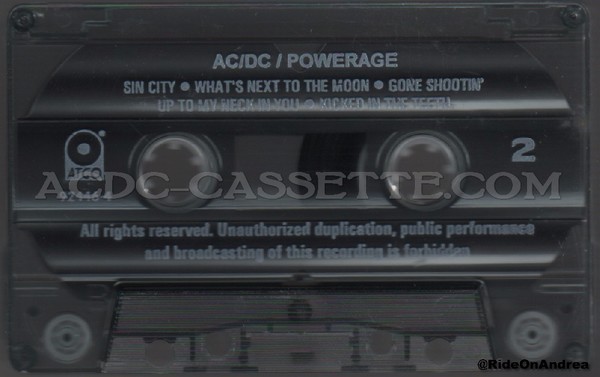 AC/DC / POWERAGE
SIN CITY • WHAT'S NEXT TO THE MOON • GONE SHOOTIN'
UP TO MY NECK IN YOU • KICKED IN THE TEETH
ATCO®
2
ACDC-CASSETTE.COM
All rights reserved. Unauthorized duplication, public performance
and broadcasting of this recording is forbidden
@RideOnAndrea